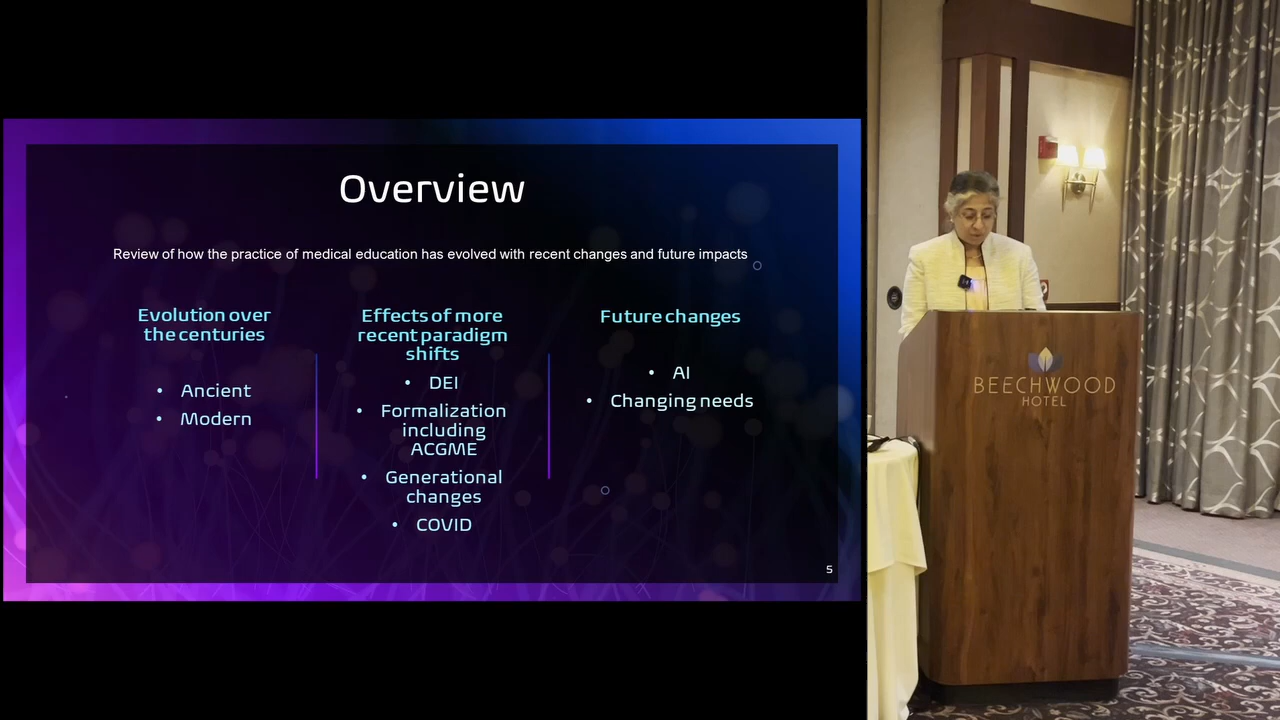 Overview
Review of how the practice of medical education has evolved with recent changes and future impacts
Evolution over
the centuries
• Ancient
• Modern
Effects of more
recent paradigm
shifts
• DEI
• Formalization
including
ACGME
• Generational
changes
• COVID
Future changes
• AI
• Changing needs
5
BEECHWOOD
HOTEL